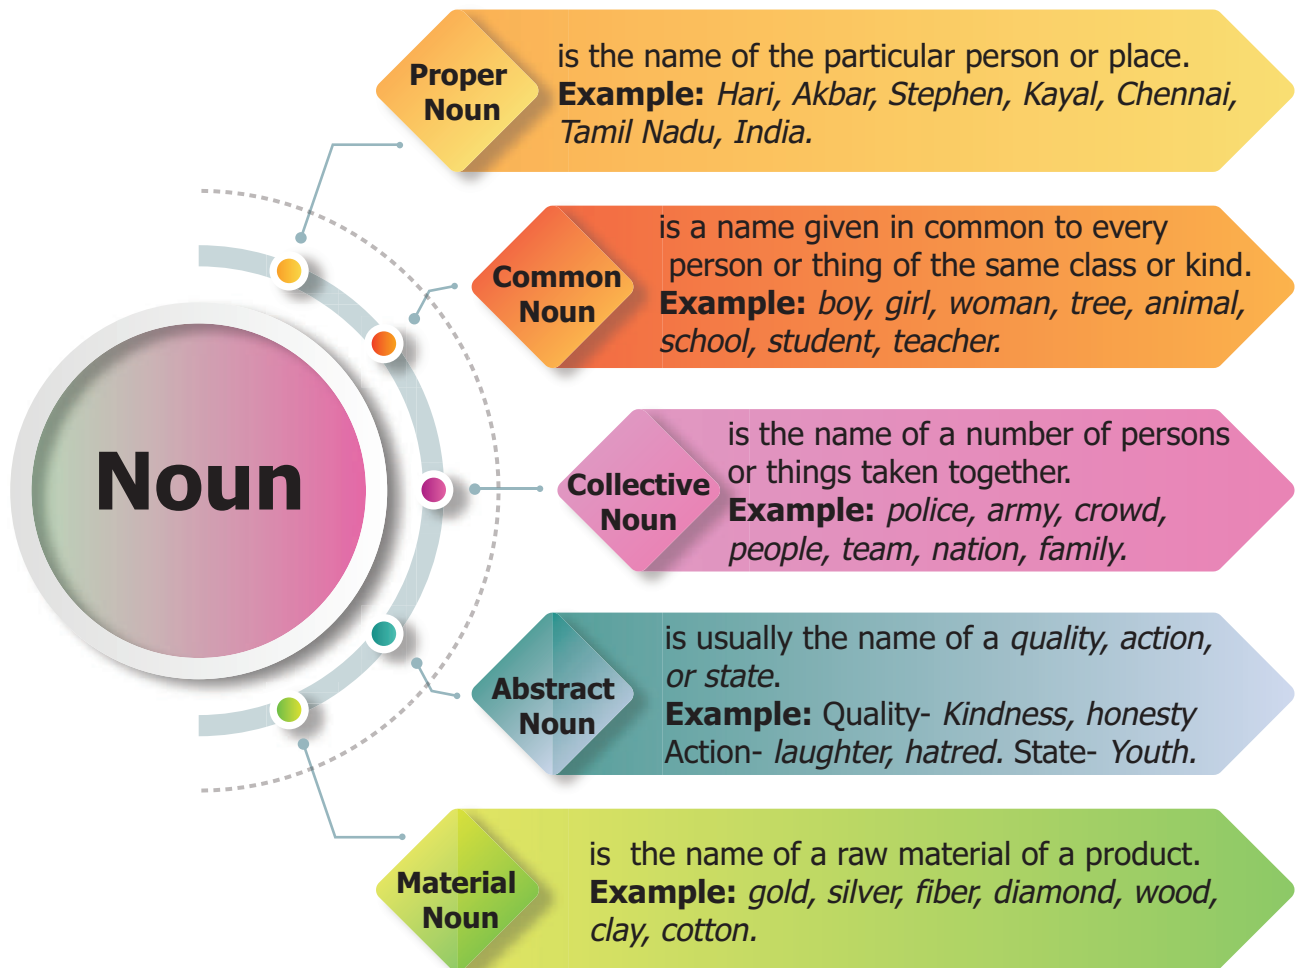 Noun
Proper
Noun
is the name of the particular person or place.
Example: Hari, Akbar, Stephen, Kayal, Chennai,
Tamil Nadu, India.
Common
Noun
is a name given in common to every
person or thing of the same class or kind.
Example: boy, girl, woman, tree, animal,
school, student, teacher.
Collective
Noun
is the name of a number of persons
or things taken together.
Example: police, army, crowd,
people, team, nation, family.
Abstract
Noun
is usually the name of a quality, action,
or state.
Example: Quality- Kindness, honesty
Action- laughter, hatred. State- Youth.
Material
Noun
is the name of a raw material of a product.
Example: gold, silver, fiber, diamond, wood,
clay, cotton.